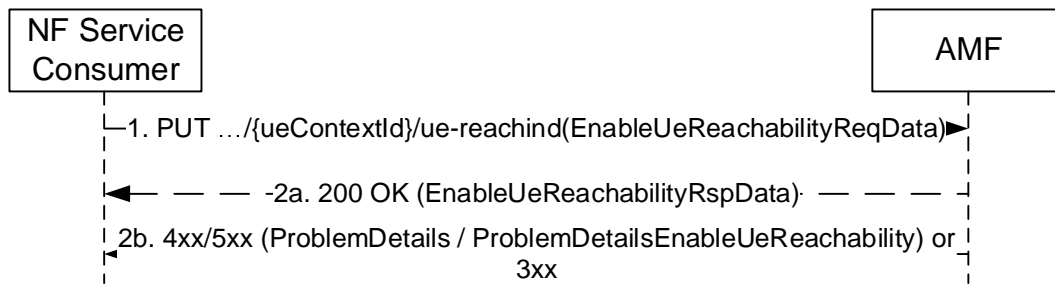 NF Service
Consumer
AMF
1. PUT …/{ueContextId}/ue-reachind(EnableUeReachabilityReqData)
2a. 200 OK (EnableUeReachabilityRspData)
2b. 4xx/5xx (ProblemDetails / ProblemDetailsEnableUeReachability) or
3xx